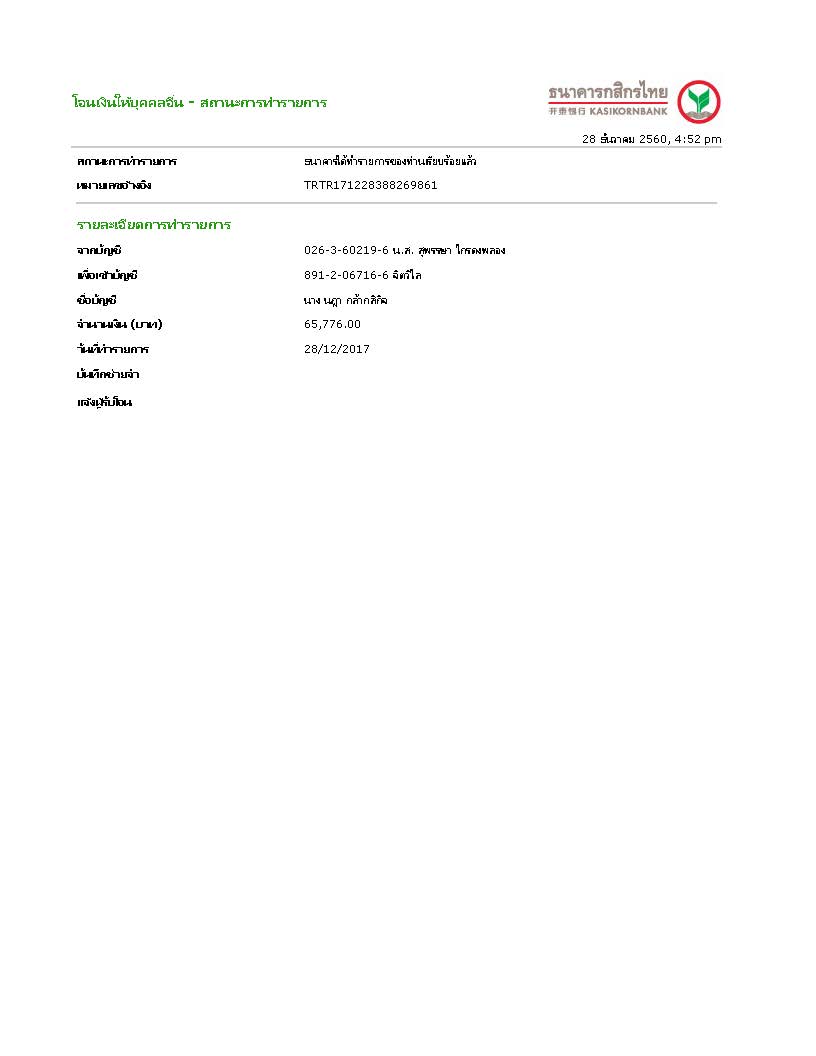 ธนาคารกสิกรไทย
开泰银行 KASIKORNBANK
โอนเงินให้บุคคลอื่น - สถานะการทำรายการ
28 ธันวาคม 2560, 4:52 pm
สถานะการทำรายการ ธนาคารได้ทำรายการของท่านเรียบร้อยแล้ว
หมายเลขอ้างอิง TRTR171228388269861
รายละเอียดการทำรายการ
จากบัญชี 026-3-60219-6 น.ส. สุพรรษา ไกรดงพลอง
เพื่อเข้าบัญชี 891-2-06716-6 จิตวิไล
ชื่อบัญชี นาง นฎา กล้ากสิกิจ
จำนวนเงิน (บาท) 65,776.00
วันที่ทำรายการ 28/12/2017
บันทึกช่วยจำ
แจ้งผู้รับโอน